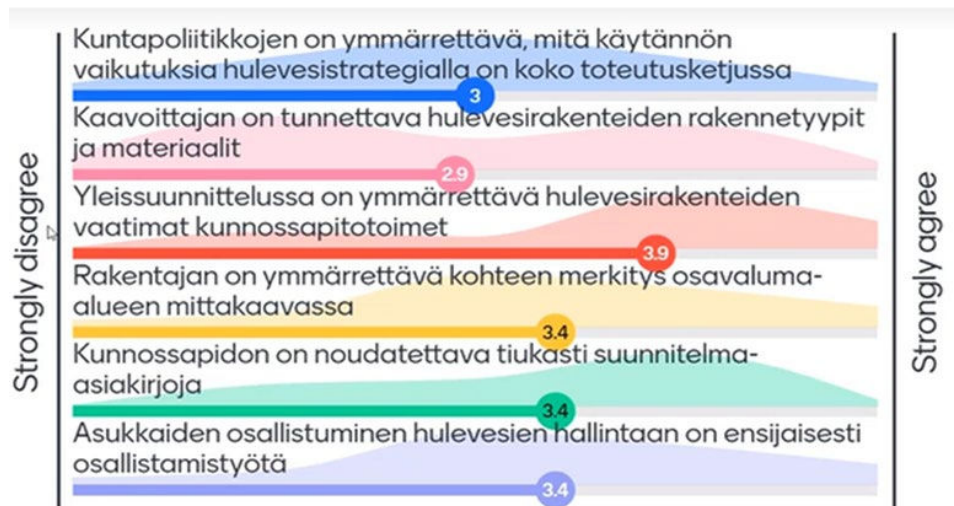 Kuntapoliitikkojen on ymmärrettävä, mitä käytännön
vaikutuksia hulevesistrategialla on koko toteutusketjussa
3
Kaavoittajan on tunnettava hulevesirakenteiden rakennetyypit
ja materiaalit
2.9
Yleissuunnittelussa on ymmärrettävä hulevesirakenteiden
vaatimat kunnossapitotoimet
3.9
Rakentajan on ymmärrettävä kohteen merkitys osavaluma-
alueen mittakaavassa
3.4
Kunnossapidon on noudatettava tiukasti suunnitelma-
asiakirjoja
3.4
Asukkaiden osallistuminen hulevesien hallintaan on ensijaisesti
osallistamistyötä
3.4
Strongly disagree
Strongly agree